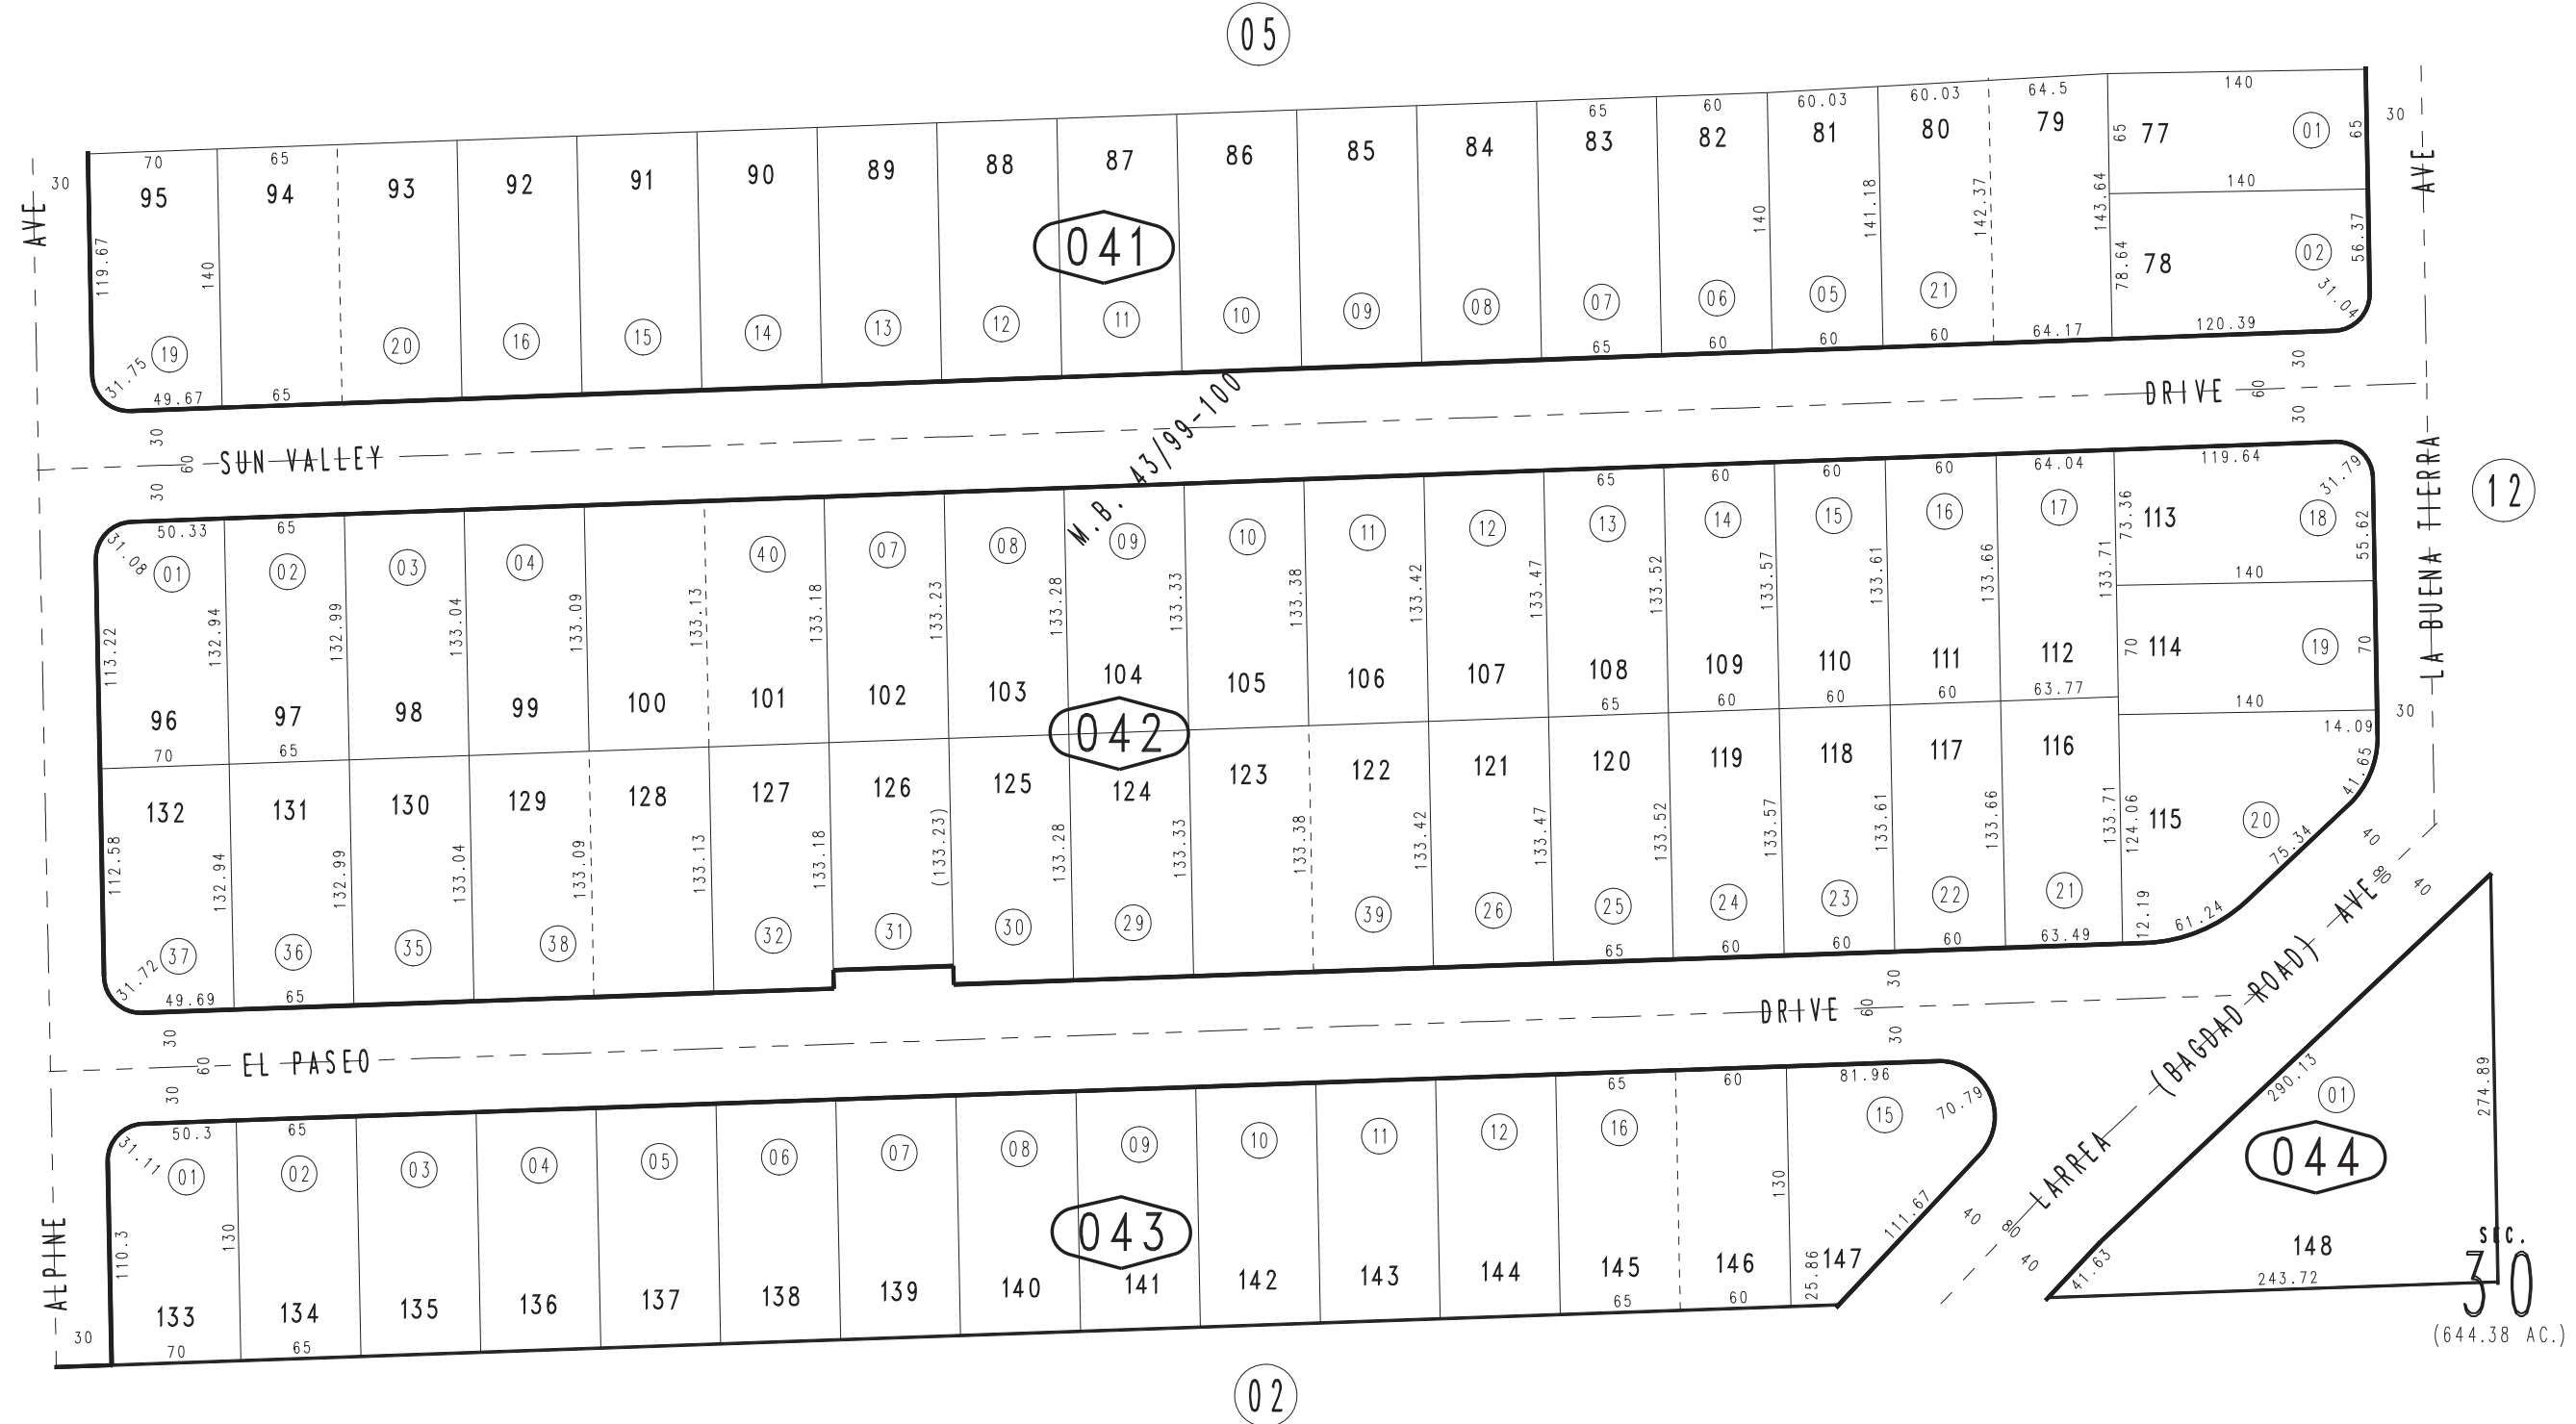 05
70 65 65 60 60.03 60.03 64.5 140
30 95 94 93 92 91 90 89 88 87 86 85 84 83 82 81 80 79 65 77 01 65 30
AVE AVE
140
119.67 140 041 140 141.18 142.37 143.64 78.64 78 02 56.37
19 20 16 15 14 13 12 11 10 09 08 07 06 05 21 31.04
31.75 49.67 65 65 60 60 60 64.17 120.39
30 60 30 SUN VALLEY DRIVE 30 60 30
M.B. 43/99-100
LA BUENA TIERRA
12
50.33 65 65 60 60 60 64.04 119.64 31.79
31.08 01 02 03 04 40 07 08 09 10 11 12 13 14 15 16 17 73.36 113 18 55.62
140
113.22 132.94 132.99 133.04 133.09 133.13 133.18 133.23 133.28 133.33 133.38 133.42 133.47 133.52 133.57 133.61 133.66 133.71
96 97 98 99 100 101 102 103 104 105 106 107 108 109 110 111 112 70 114 19 70
70 65 65 60 60 60 63.77 140 30
042
14.09
132 131 130 129 128 127 126 125 124 123 122 121 120 119 118 117 116 115 20 41.65
112.58 132.94 132.99 133.04 133.09 133.13 133.18 (133.23) 133.28 133.33 133.38 133.42 133.47 133.52 133.57 133.61 133.66 133.71 124.06 75.34
37 36 35 38 32 31 30 29 39 26 25 24 23 22 21 12.19 61.24
31.72 49.69 65 65 60 60 60 63.49
40 80 40
30 60 30 EL PASEO DRIVE 30 60 30
LARREA (BAGDAD ROAD) AVE
50.3 65 65 60 81.96
31.11 01 02 03 04 05 06 07 08 09 10 11 12 16 15 70.79
110.3 130 043 130 111.67
133 134 135 136 137 138 139 140 141 142 143 144 145 146 25.86 147
70 65 65 60
40 80 40
ALPINE
30
290.13 01 274.89
044
148
41.63 243.72
SEC.
30
(644.38 AC.)
02